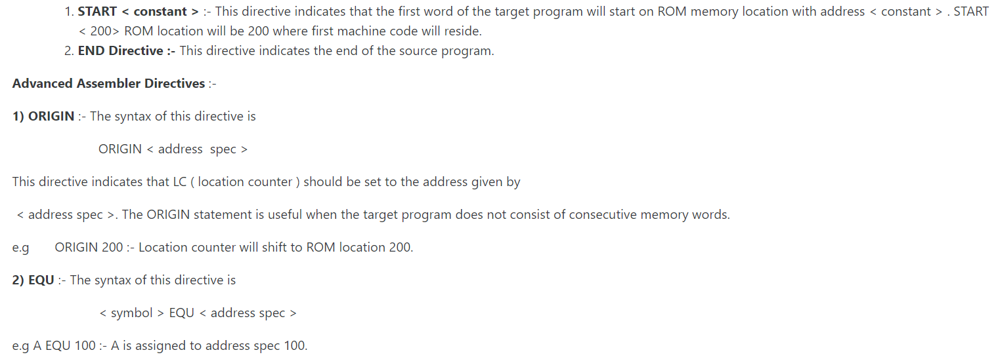 1. START < constant > :- This directive indicates that the first word of the target program will start on ROM memory location with address < constant > . START
< 200> ROM location will be 200 where first machine code will reside.
2. END Directive :- This directive indicates the end of the source program.
Advanced Assembler Directives :-
1) ORIGIN :- The syntax of this directive is
ORIGIN < address  spec >
This directive indicates that LC ( location counter ) should be set to the address given by
< address spec >. The ORIGIN statement is useful when the target program does not consist of consecutive memory words.
e.g      ORIGIN 200 :- Location counter will shift to ROM location 200.
2) EQU :- The syntax of this directive is
< symbol > EQU < address spec >
e.g A EQU 100 :- A is assigned to address spec 100.